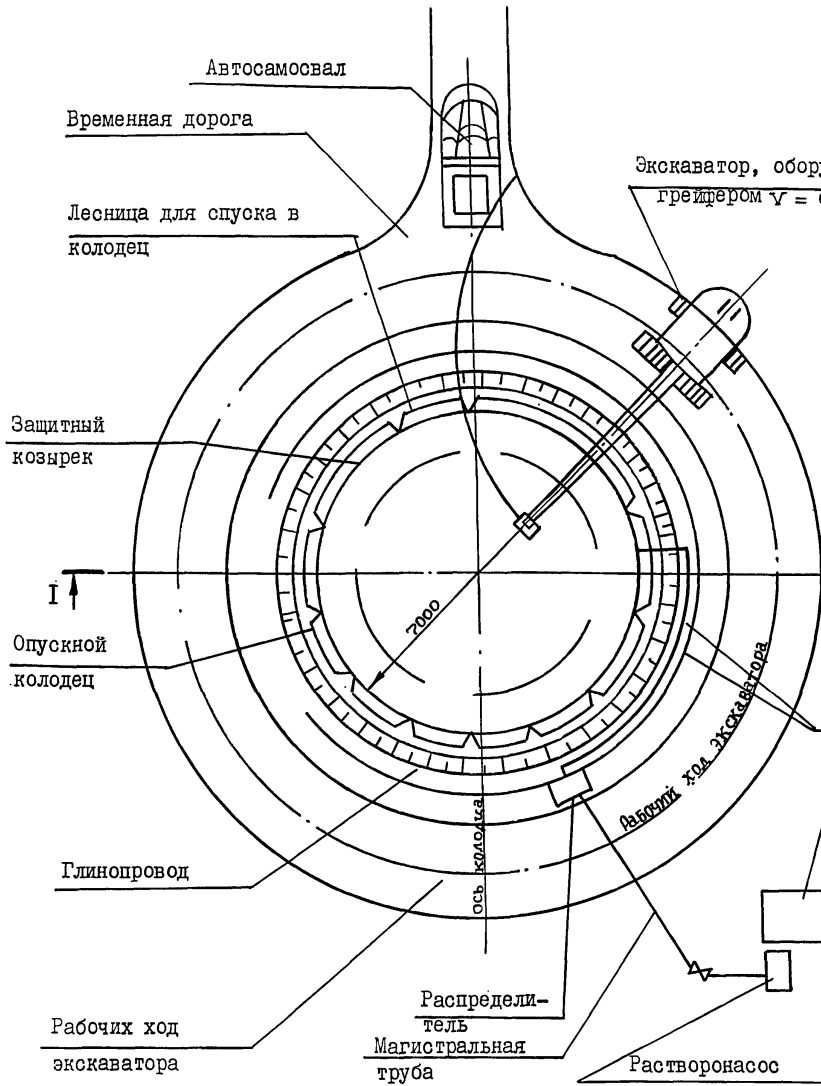 Автосамосвал
Временная дорога
Экскаватор, обору
грейфером V =
Лесница для спуска в
колодец
Защитный
козырек
I
7000
Опускной
колодец
Рабочий ход экскаватора
ось колодца
Глинопровод
Распредели-
тель
Рабочих ход
экскаватора
Магистральная
труба
Растворонасос